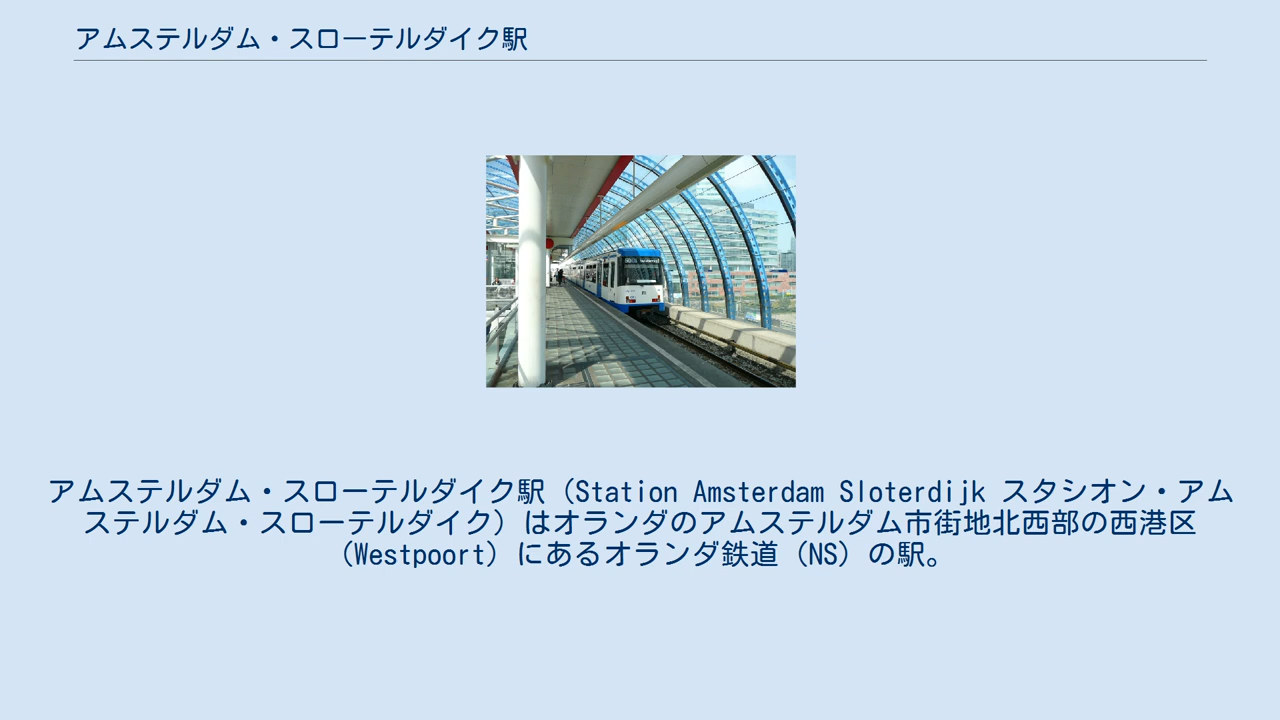 アムステルダム・スローテルダイク駅
アムステルダム・スローテルダイク駅（Station Amsterdam Sloterdijk スタシオン・アム
ステルダム・スローテルダイク）はオランダのアムステルダム市街地北西部の西港区
（Westpoort）にあるオランダ鉄道（NS）の駅。